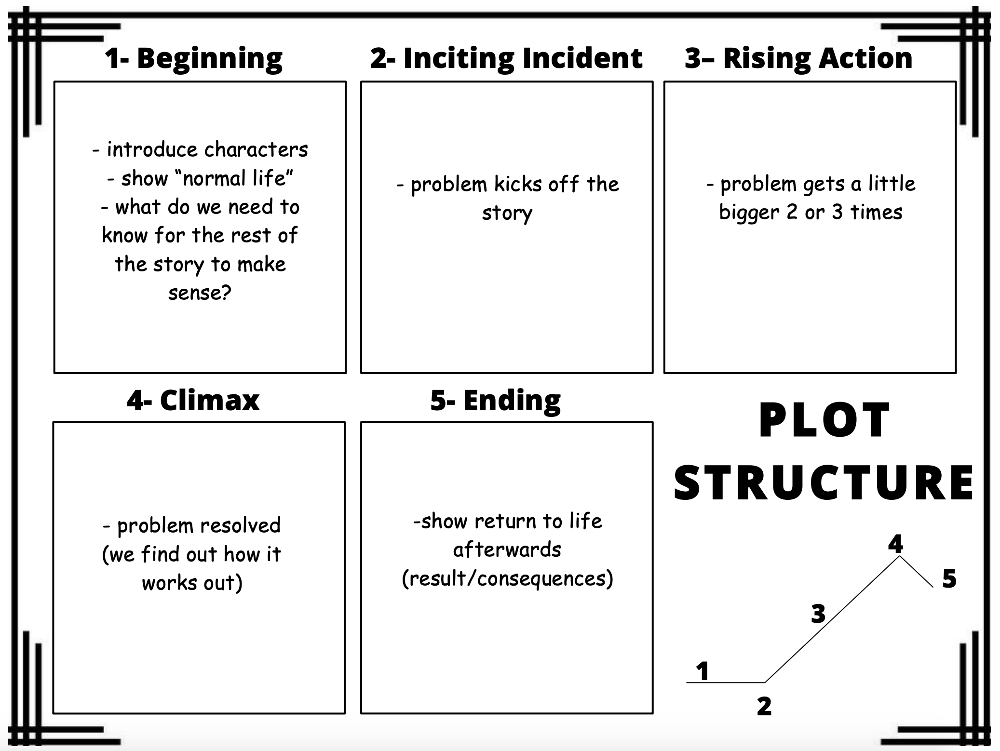 1- Beginning
- introduce characters
- show “normal life”
- what do we need to
know for the rest of
the story to make
sense?
2- Inciting Incident
- problem kicks off the
story
3– Rising Action
- problem gets a little
bigger 2 or 3 times
4- Climax
- problem resolved
(we find out how it
works out)
5- Ending
-show return to life
afterwards
(result/consequences)
PLOT
STRUCTURE
4
5
3
1
2